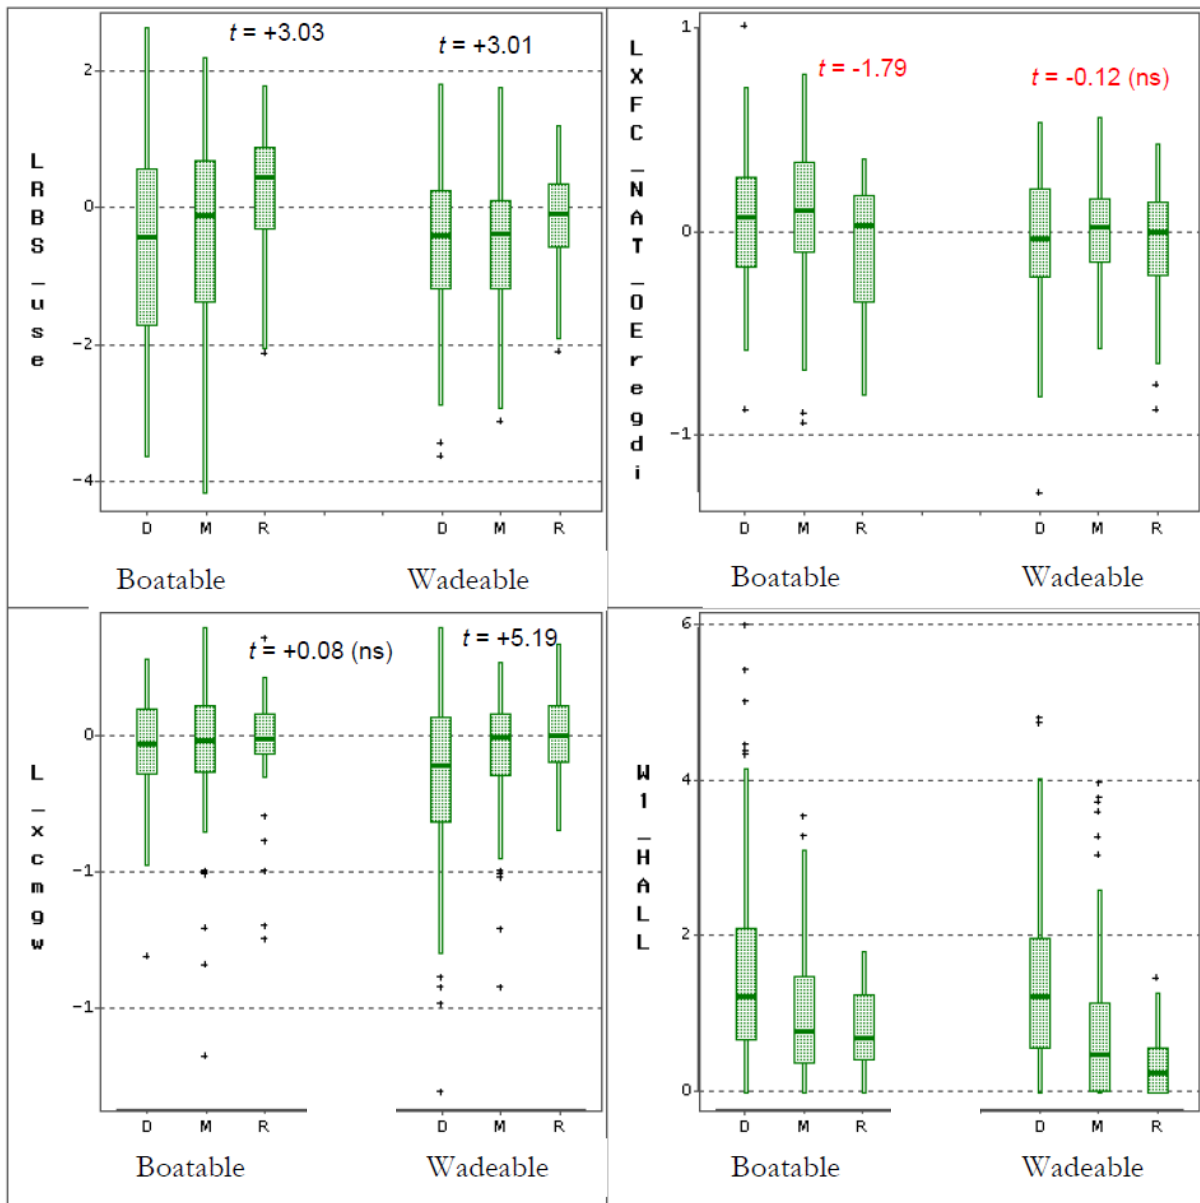 LRBS_use
2
0
-2
-4
t = +3.03
t = +3.01
D M R D M R
Boatable Wadeable
LXFC_NAT_OEregdi
1
0
-1
t = -1.79
t = -0.12 (ns)
D M R D M R
Boatable Wadeable
L_xcmgw
0
-1
-1
t = +0.08 (ns)
t = +5.19
D M R D M R
Boatable Wadeable
W1_HALL
6
4
2
0
D M R D M R
Boatable Wadeable